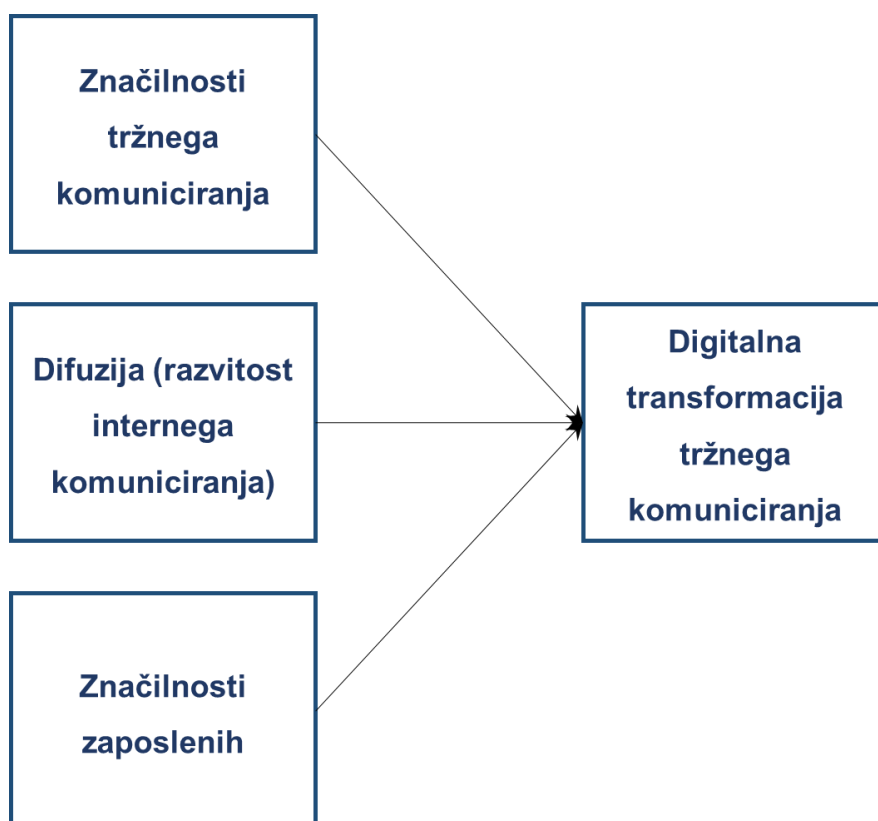 Značilnosti
tržnega
komuniciranja
Difuzija (razvitost
internega
komuniciranja)
Digitalna
transformacija
tržnega
komuniciranja
Značilnosti
zaposlenih